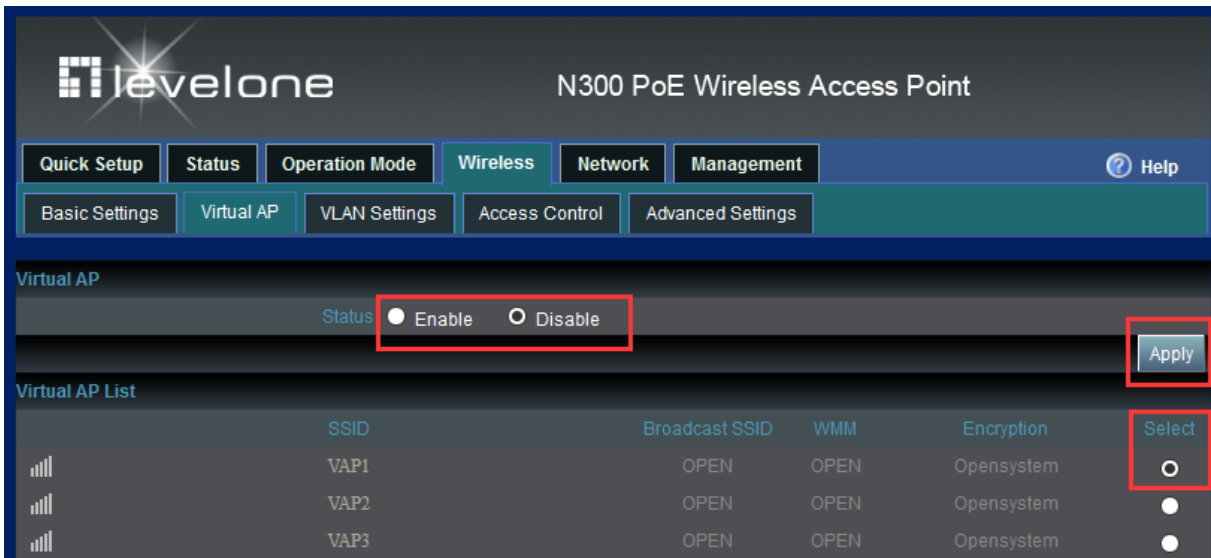 levelone
N300 PoE Wireless Access Point
Quick Setup Status Operation Mode Wireless Network Management Help
Basic Settings Virtual AP VLAN Settings Access Control Advanced Settings
Virtual AP
Status Enable Disable
Apply
Virtual AP List
SSID Broadcast SSID WMM Encryption Select
VAP1 OPEN OPEN Opensystem
VAP2 OPEN OPEN Opensystem
VAP3 OPEN OPEN Opensystem